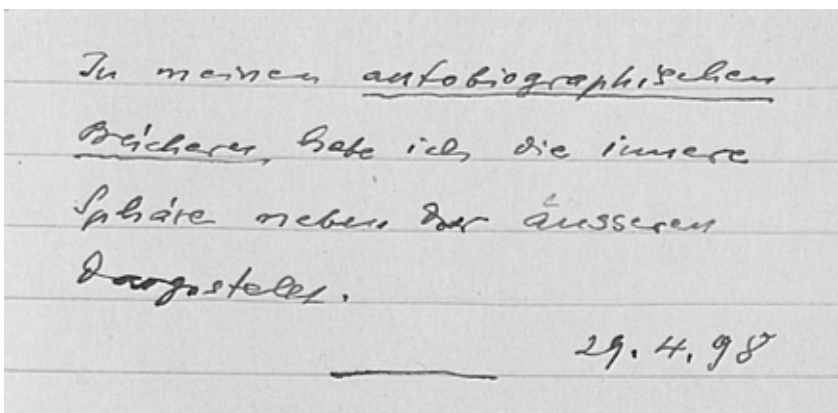 In meinen autobiographischen
Büchern, habe ich die innere
Sphäre neben der äusseren
dargestellt.
29.4.98